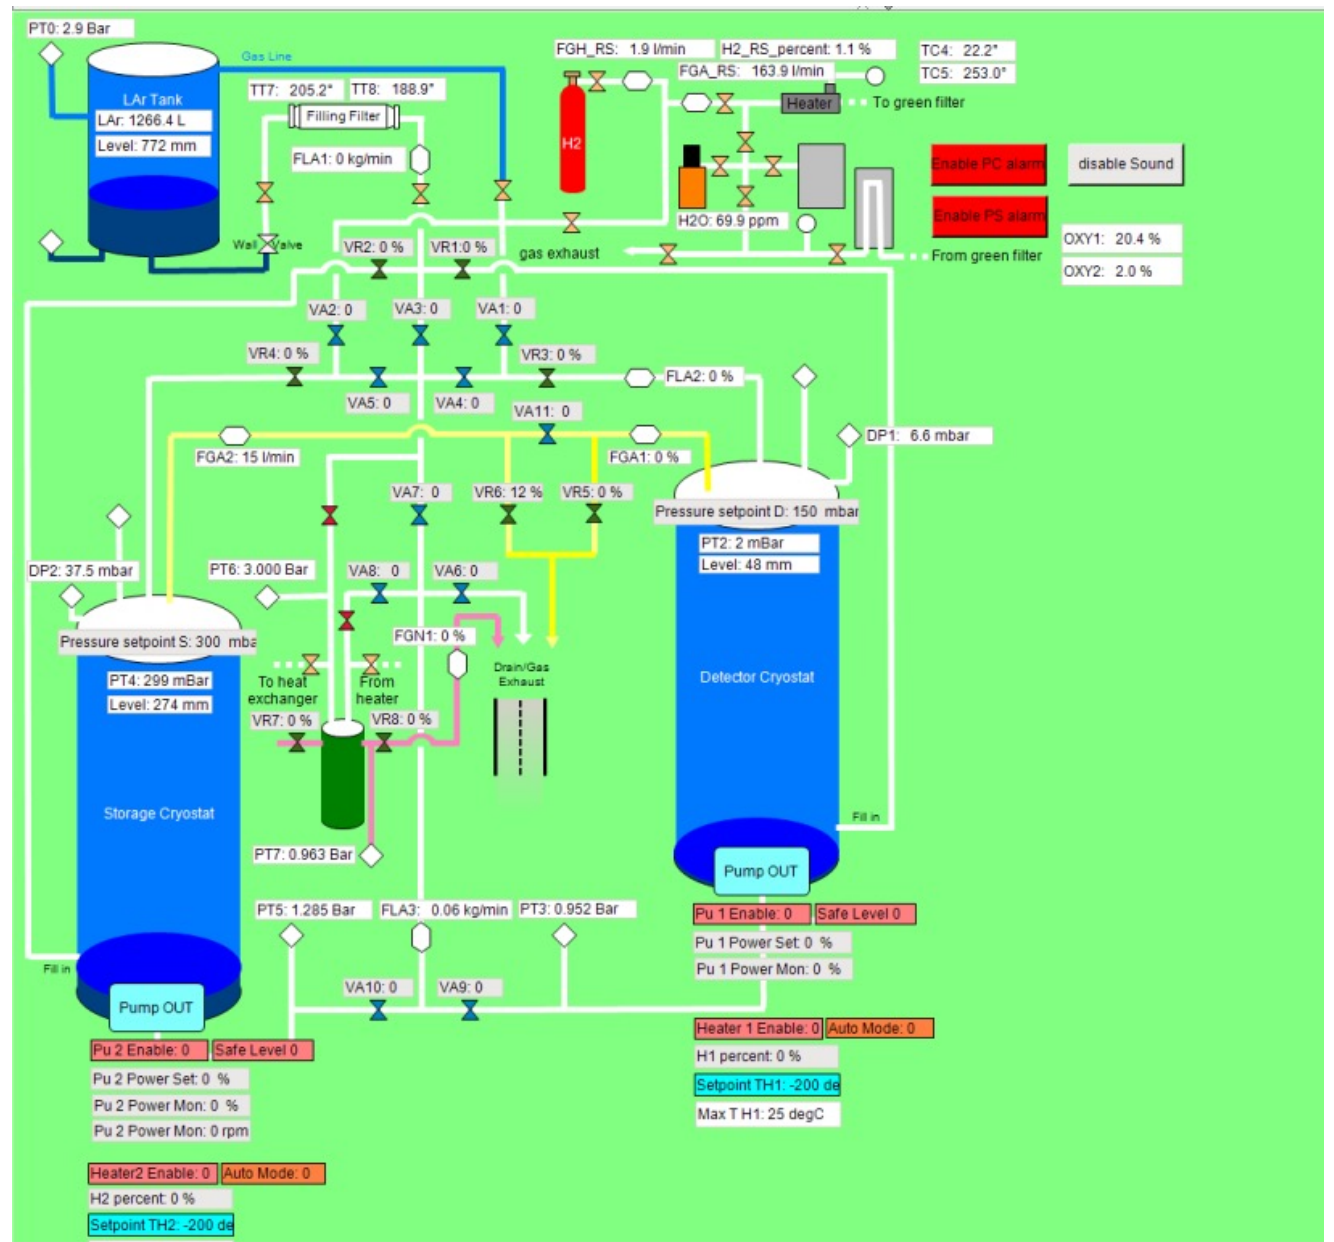 PT0: 2.9 Bar
Gas Line
LAr Tank
LAr: 1266.4 L
Level: 772 mm
TT7: 205.2°
TT8: 188.9°
Filling Filter
FLA1: 0 kg/min
Wall Valve
FGH_RS: 1.9 l/min
H2_RS_percent: 1.1 %
FGA_RS: 163.9 l/min
TC4: 22.2°
TC5: 253.0°
Heater
To green filter
H2
H2O: 69.9 ppm
gas exhaust
From green filter
Enable PC alarm
disable Sound
Enable PS alarm
OXY1: 20.4 %
OXY2: 2.0 %
VR2: 0 %
VR1:0 %
VA2: 0
VA3: 0
VA1: 0
VR4: 0 %
VR3: 0 %
VA5: 0
VA4: 0
FLA2: 0 %
VA11: 0
FGA2: 15 l/min
FGA1: 0 %
DP1: 6.6 mbar
VA7: 0
VR6: 12 %
VR5: 0 %
Pressure setpoint D: 150 mbar
PT2: 2 mBar
Level: 48 mm
Detector Cryostat
DP2: 37.5 mbar
PT6: 3.000 Bar
VA8: 0
VA6: 0
Pressure setpoint S: 300 mba
PT4: 299 mBar
Level: 274 mm
Storage Cryostat
FGN1: 0 %
To heat
exchanger
From
heater
Drain/Gas
Exhaust
VR7: 0 %
VR8: 0 %
PT7: 0.963 Bar
Fill in
Pump OUT
PT5: 1.285 Bar
FLA3: 0.06 kg/min
PT3: 0.952 Bar
Pu 1 Enable: 0
Safe Level 0
Pu 1 Power Set: 0 %
Pu 1 Power Mon: 0 %
Fill in
VA10: 0
VA9: 0
Pump OUT
Heater 1 Enable: 0
Auto Mode: 0
H1 percent: 0 %
Setpoint TH1: -200 de
Max T H1: 25 degC
Pu 2 Enable: 0
Safe Level 0
Pu 2 Power Set: 0 %
Pu 2 Power Mon: 0 %
Pu 2 Power Mon: 0 rpm
Heater2 Enable: 0
Auto Mode: 0
H2 percent: 0 %
Setpoint TH2: -200 de